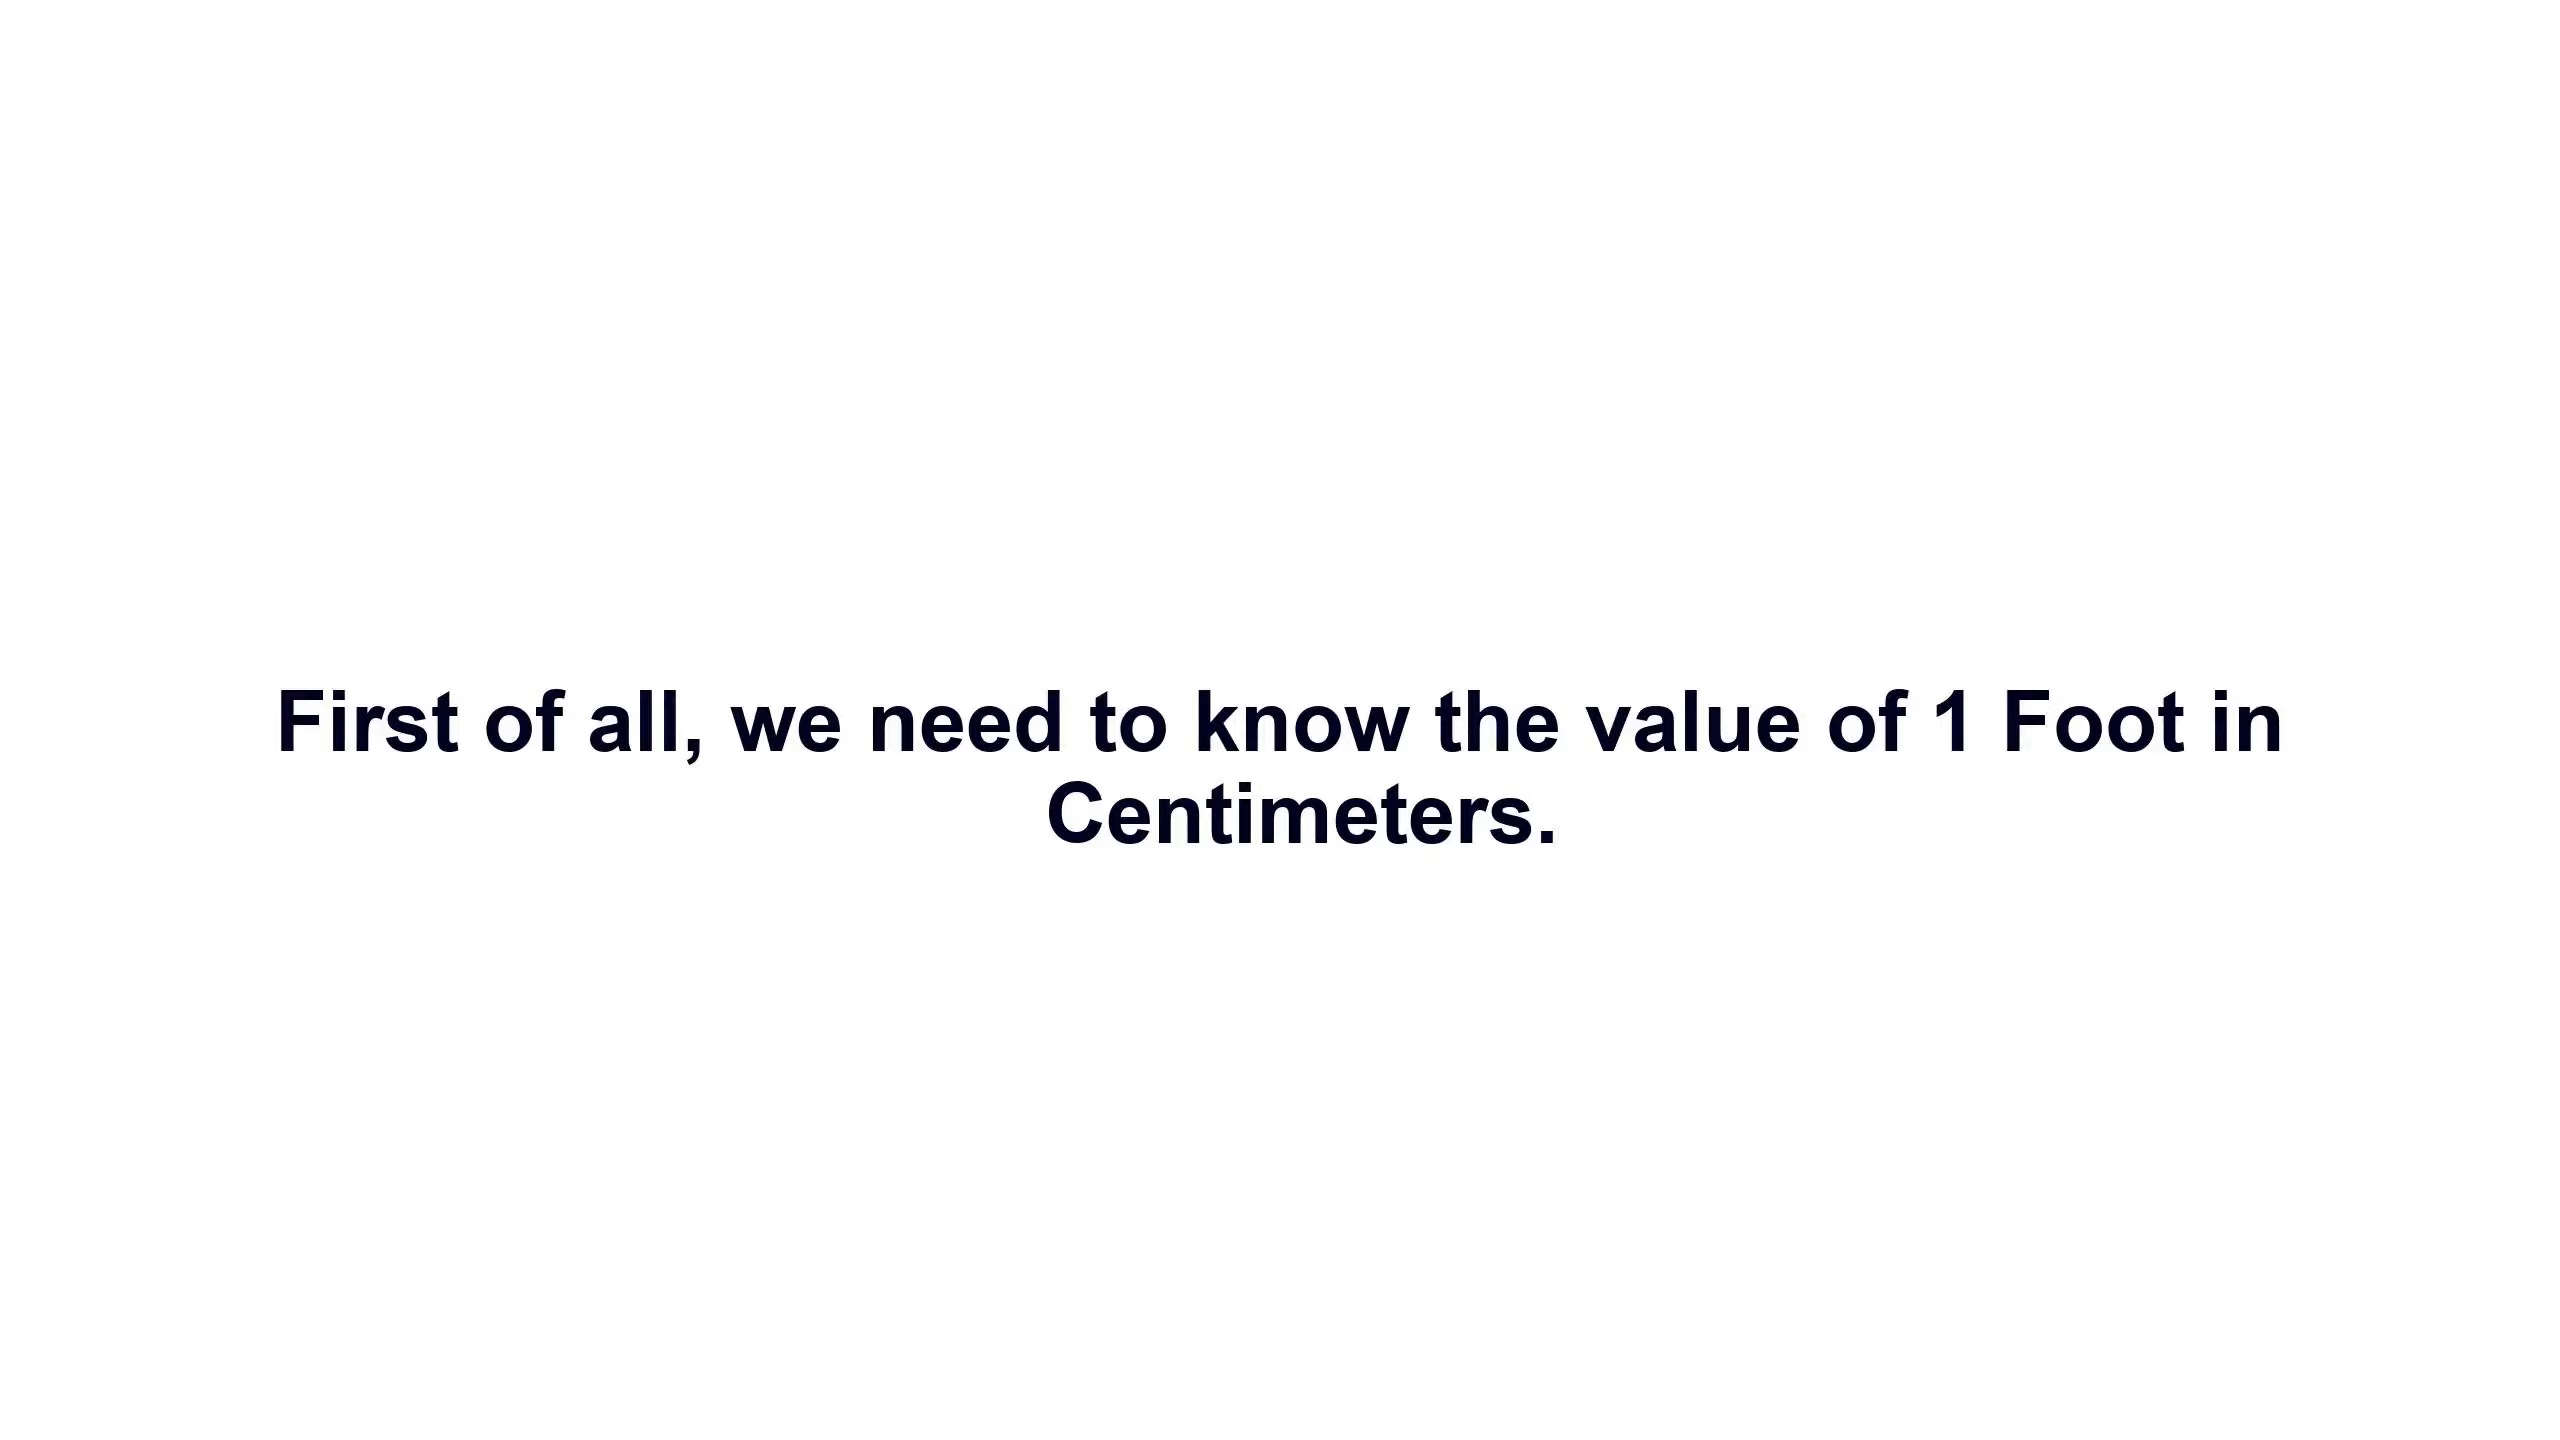 First of all, we need to know the value of 1 Foot in
Centimeters.